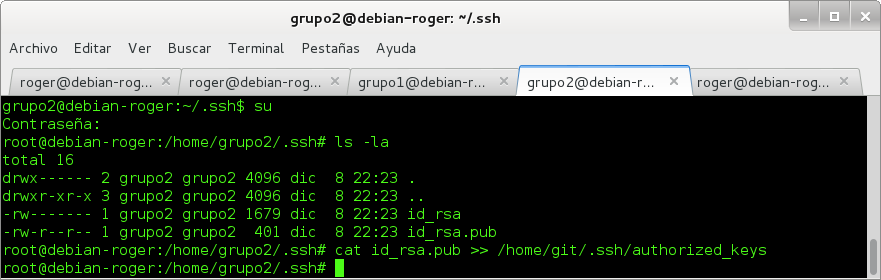 grupo2@debian-roger: ~/.ssh
Archivo Editar Ver Buscar Terminal Pestañas Ayuda
roger@debian-rog... roger@debian-rog... grupo1@debian-r... grupo2@debian-r... roger@debian-rog...
grupo2@debian-roger:~/.ssh$ su
Contraseña:
root@debian-roger:/home/grupo2/.ssh# ls -la
total 16
drwx------ 2 grupo2 grupo2 4096 dic  8 22:23 .
drwxr-xr-x 3 grupo2 grupo2 4096 dic  8 22:23 ..
-rw------- 1 grupo2 grupo2 1679 dic  8 22:23 id_rsa
-rw-r--r-- 1 grupo2 grupo2  401 dic  8 22:23 id_rsa.pub
root@debian-roger:/home/grupo2/.ssh# cat id_rsa.pub >> /home/git/.ssh/authorized_keys
root@debian-roger:/home/grupo2/.ssh#